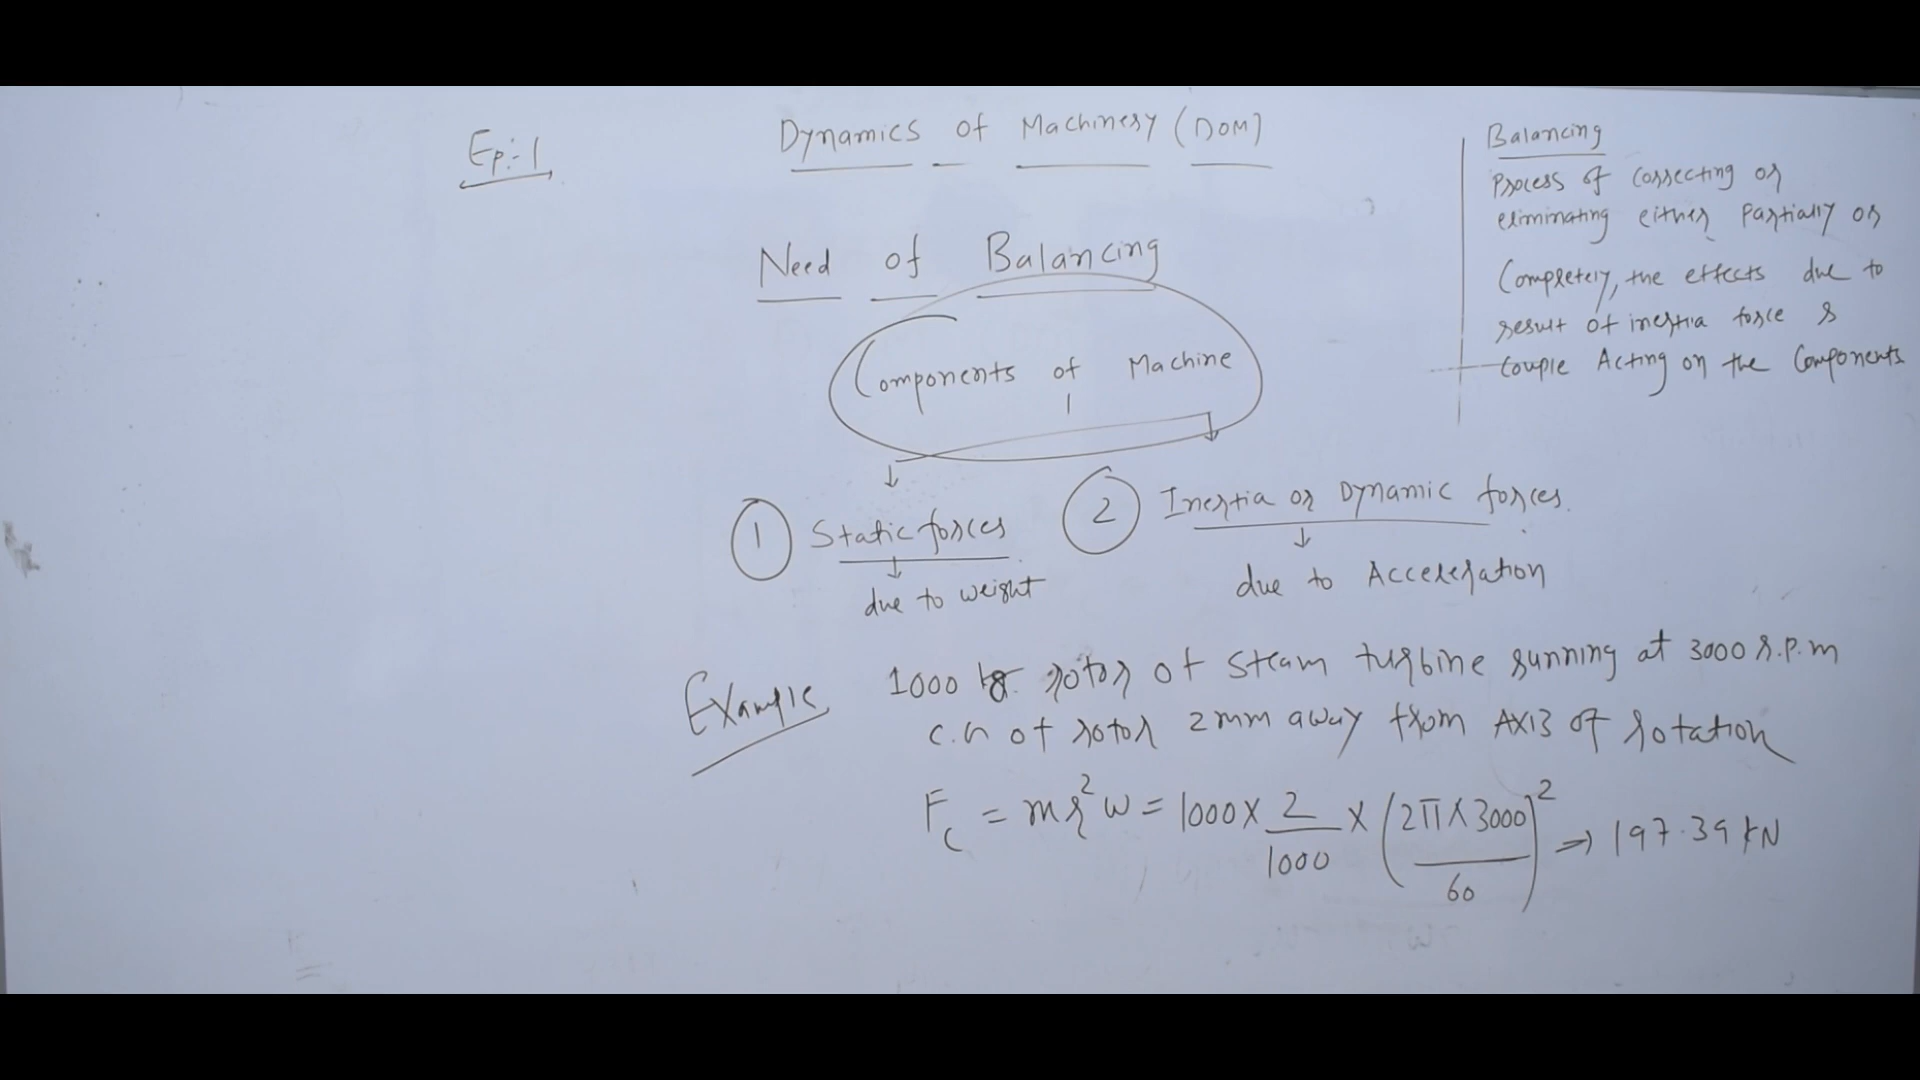 Ep:-1
Dynamics of Machinery (DOM)
Need of Balancing
Components of Machine
1 Static forces
due to weight
2 Inertia or Dynamic forces.
due to Acceleration
Balancing
Process of correcting or
eliminating either Partially or
Completely, the effects due to
result of inertia force &
Couple Acting on the Components
Example 1000 kg. rotor of steam turbine running at 3000 r.p.m
C.G of rotor 2mm away from Axis of rotation
Fc = mr²ω = 1000 × 2/1000 × (2π × 3000/60)² ⇒ 197.39 kN